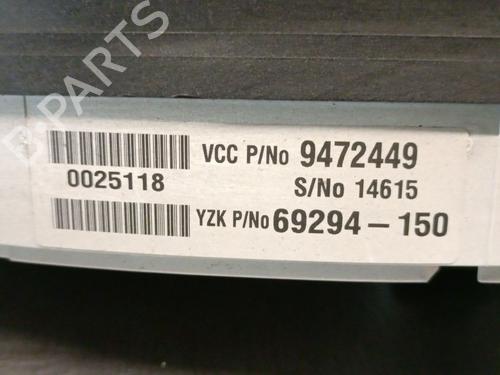 B-PARTS
VCC P/No 9472449
0025118
S/No 14615
YZK P/No 69294-150